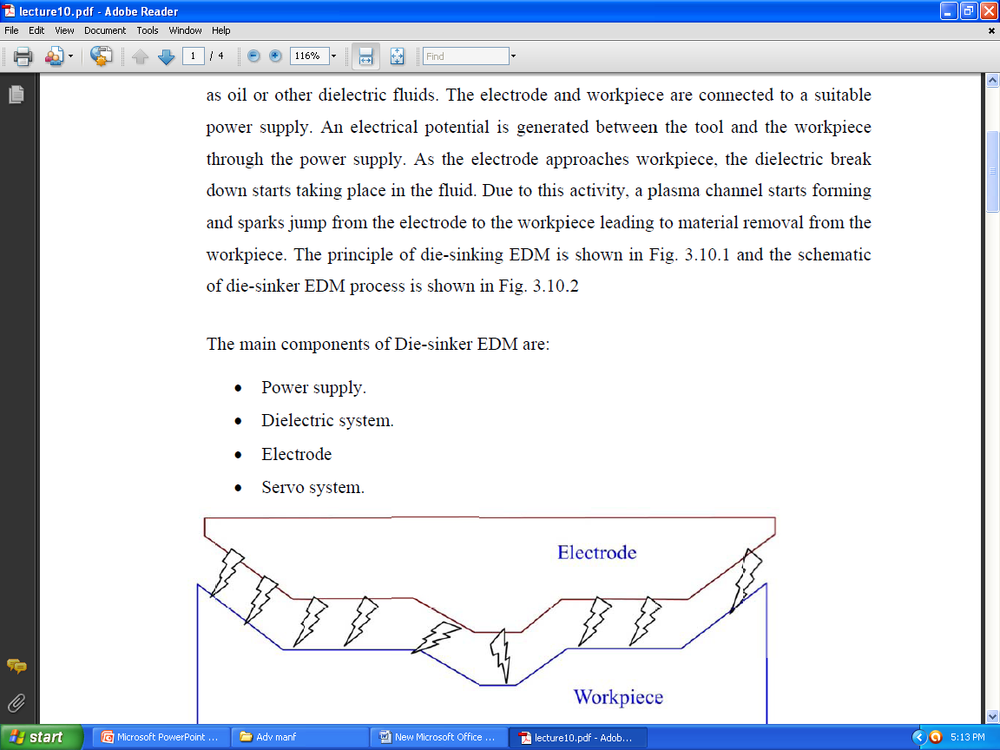 lecture10.pdf - Adobe Reader
File Edit View Document Tools Window Help
1 / 4 116% Find
as oil or other dielectric fluids. The electrode and workpiece are connected to a suitable
power supply. An electrical potential is generated between the tool and the workpiece
through the power supply. As the electrode approaches workpiece, the dielectric break
down starts taking place in the fluid. Due to this activity, a plasma channel starts forming
and sparks jump from the electrode to the workpiece leading to material removal from the
workpiece. The principle of die-sinking EDM is shown in Fig. 3.10.1 and the schematic
of die-sinker EDM process is shown in Fig. 3.10.2
The main components of Die-sinker EDM are:
• Power supply.
• Dielectric system.
• Electrode
• Servo system.
Electrode
Workpiece
start Microsoft PowerPoint ... Adv manf New Microsoft Office ... lecture10.pdf - Adob... 5:13 PM